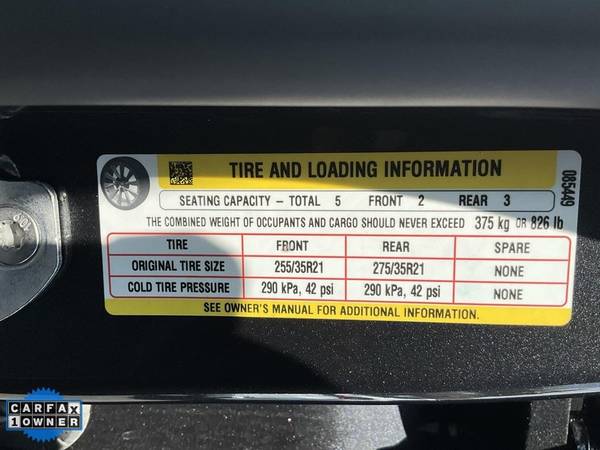 TIRE AND LOADING INFORMATION
085449
SEATING CAPACITY – TOTAL 5 FRONT 2 REAR 3
THE COMBINED WEIGHT OF OCCUPANTS AND CARGO SHOULD NEVER EXCEED 375 kg OR 826 lb
TIRE FRONT REAR SPARE
ORIGINAL TIRE SIZE 255/35R21 275/35R21 NONE
COLD TIRE PRESSURE 290 kPa, 42 psi 290 kPa, 42 psi NONE
SEE OWNER'S MANUAL FOR ADDITIONAL INFORMATION.
CARFAX
1 OWNER